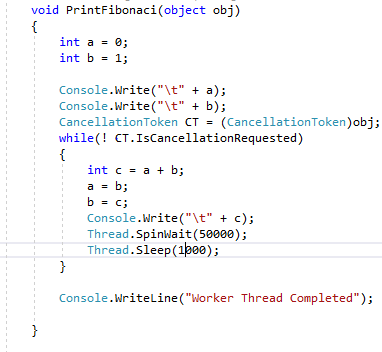 void PrintFibonaci(object obj)
{
int a = 0;
int b = 1;
Console.Write("\t" + a);
Console.Write("\t" + b);
CancellationToken CT = (CancellationToken)obj;
while(! CT.IsCancellationRequested)
{
int c = a + b;
a = b;
b = c;
Console.Write("\t" + c);
Thread.SpinWait(50000);
Thread.Sleep(1000);
}
Console.WriteLine("Worker Thread Completed");
}